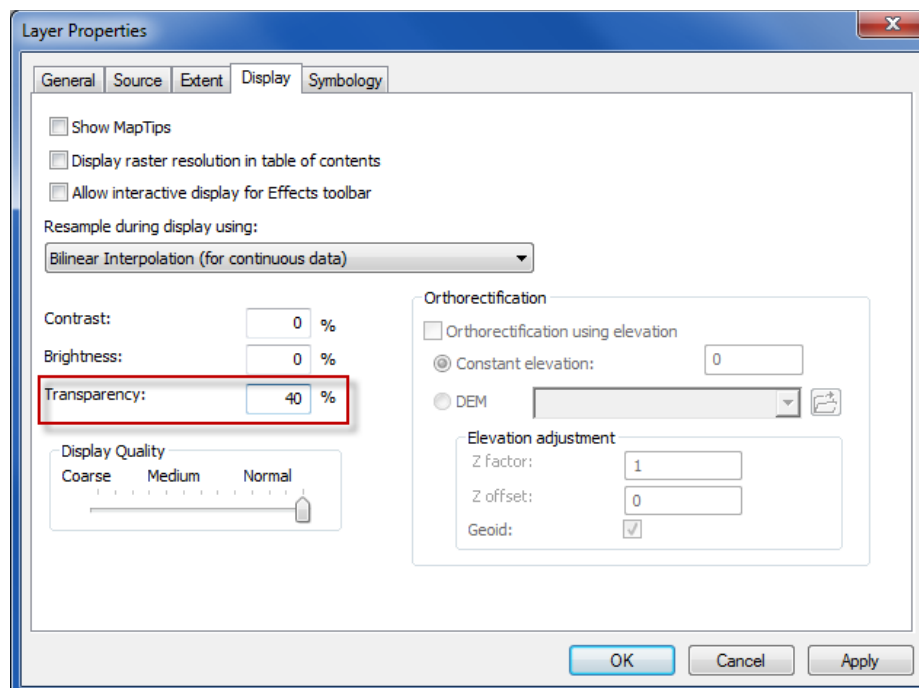 Layer Properties
General Source Extent Display Symbology
Show MapTips
Display raster resolution in table of contents
Allow interactive display for Effects toolbar
Resample during display using:
Bilinear Interpolation (for continuous data)
Contrast: 0 %
Brightness: 0 %
Transparency: 40 %
Display Quality
Coarse Medium Normal
Orthorectification
Orthorectification using elevation
Constant elevation: 0
DEM
Elevation adjustment
Z factor: 1
Z offset: 0
Geoid:
OK Cancel Apply